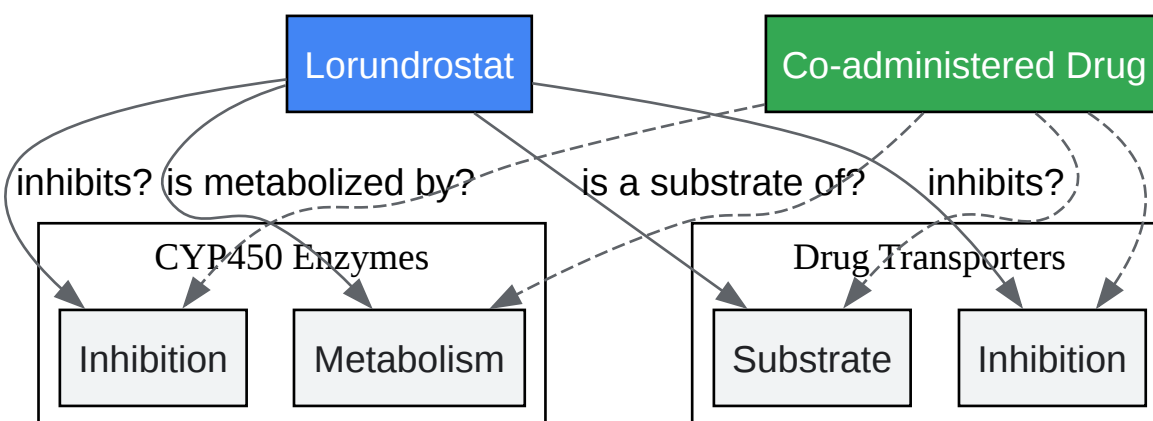 Lorundrostat
Co-administered Drug
inhibits?
is metabolized by?
is a substrate of?
inhibits?
CYP450 Enzymes
Drug Transporters
Inhibition
Metabolism
Substrate
Inhibition